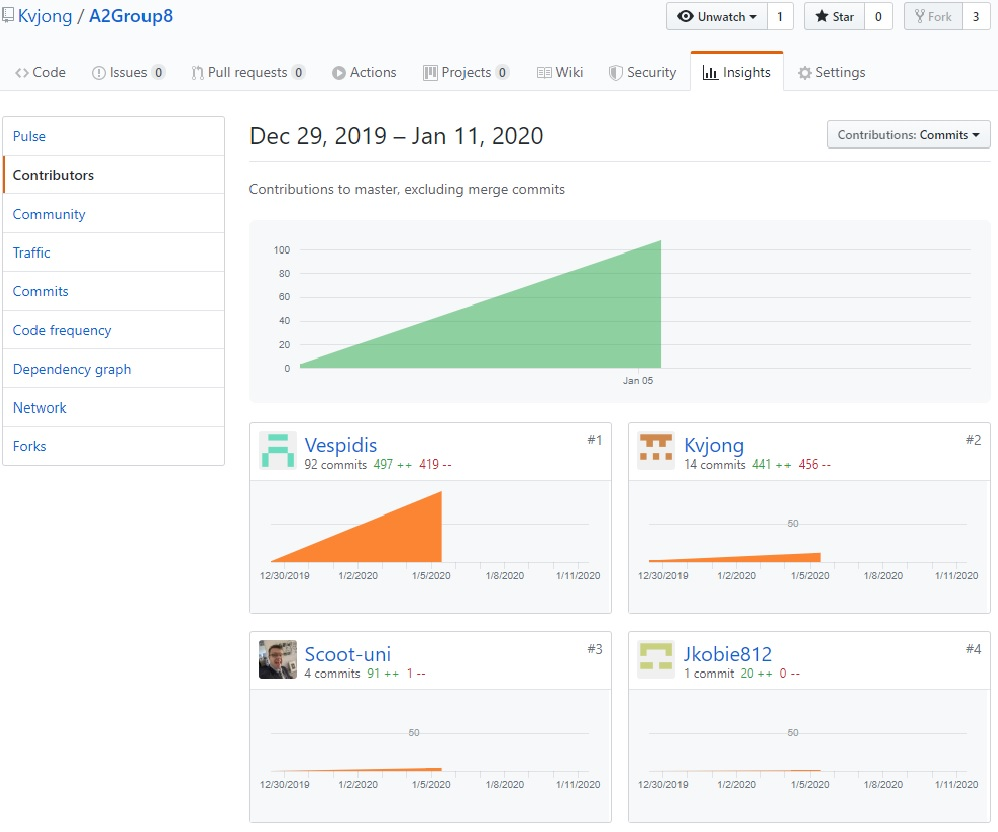 Kvjong / A2Group8
Unwatch 1 Star 0 Fork 3
Code Issues 0 Pull requests 0 Actions Projects 0 Wiki Security Insights Settings
Pulse
Contributors
Community
Traffic
Commits
Code frequency
Dependency graph
Network
Forks
Dec 29, 2019 – Jan 11, 2020
Contributions: Commits
Contributions to master, excluding merge commits
100
80
60
40
20
0
Jan 05
Vespidis #1
92 commits 497 ++ 419 --
12/30/2019 1/2/2020 1/5/2020 1/8/2020 1/11/2020
Kvjong #2
14 commits 441 ++ 456 --
50
12/30/2019 1/2/2020 1/5/2020 1/8/2020 1/11/2020
Scoot-uni #3
4 commits 91 ++ 1 --
50
12/30/2019 1/2/2020 1/5/2020 1/8/2020 1/11/2020
Jkobie812 #4
1 commit 20 ++ 0 --
50
12/30/2019 1/2/2020 1/5/2020 1/8/2020 1/11/2020